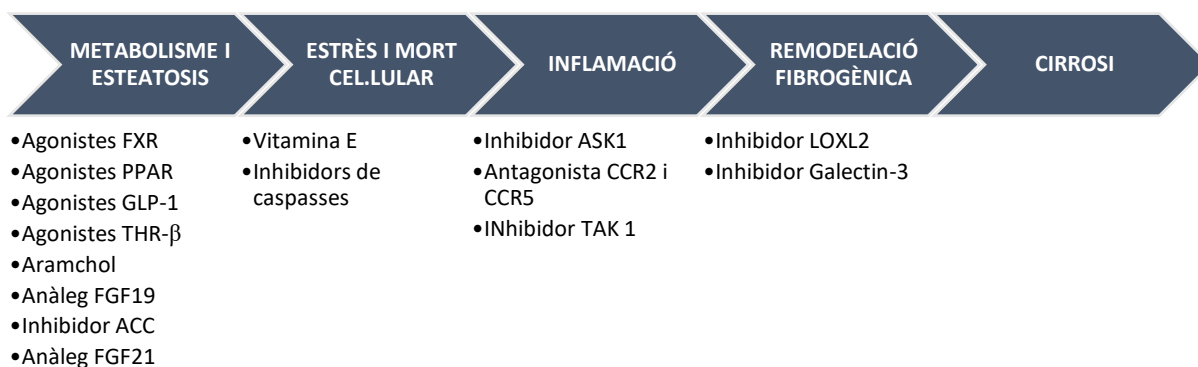 METABOLISME I
ESTEATOSIS
ESTRÈS I MORT
CEL.LULAR
INFLAMACIÓ
REMODELACIÓ
FIBROGÈNICA
CIRROSI
•Agonistes FXR
•Agonistes PPAR
•Agonistes GLP-1
•Agonistes THR-β
•Aramchol
•Anàleg FGF19
•Inhibidor ACC
•Anàleg FGF21
•Vitamina E
•Inhibidors de
caspasses
•Inhibidor ASK1
•Antagonista CCR2 i
CCR5
•INhibidor TAK 1
•Inhibidor LOXL2
•Inhibidor Galectin-3